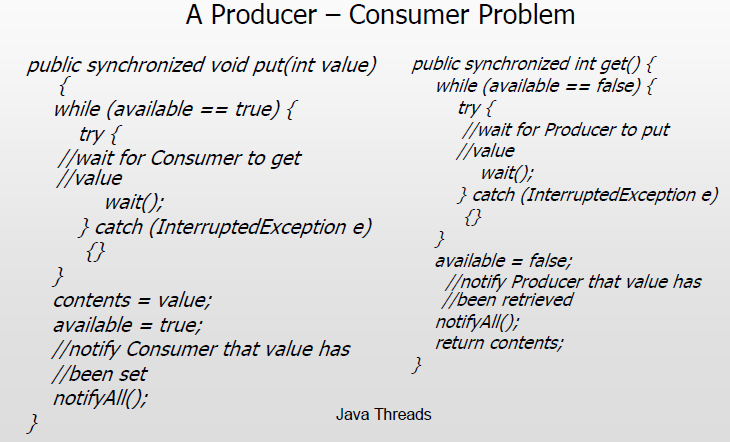 A Producer – Consumer Problem
public synchronized void put(int value)
{
while (available == true) {
try {
//wait for Consumer to get
//value
wait();
} catch (InterruptedException e)
{}
}
contents = value;
available = true;
//notify Consumer that value has
//been set
notifyAll();
}
public synchronized int get() {
while (available == false) {
try {
//wait for Producer to put
//value
wait();
} catch (InterruptedException e)
{}
}
available = false;
//notify Producer that value has
//been retrieved
notifyAll();
return contents;
}
Java Threads